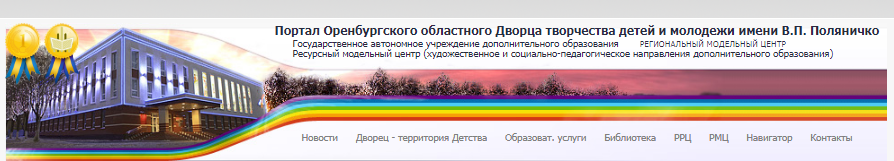 Портал Оренбургского областного Дворца творчества детей и молодежи имени В.П. Поляничко
Государственное автономное учреждение дополнительного образования РЕГИОНАЛЬНЫЙ МОДЕЛЬНЫЙ ЦЕНТР
Ресурсный модельный центр (художественное и социально-педагогическое направления дополнительного образования)
Новости Дворец - территория Детства Образоват. услуги Библиотека РРЦ РМЦ Навигатор Контакты